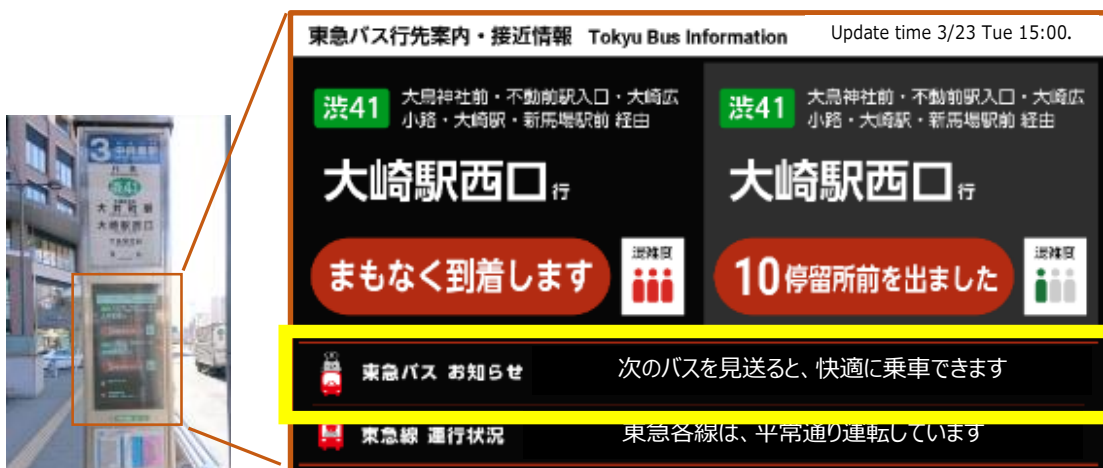 東急バス行先案内・接近情報 Tokyu Bus Information
Update time 3/23 Tue 15:00.
渋41
大鳥神社前・不動前駅入口・大崎広
小路・大崎駅・新馬場駅前 経由
大崎駅西口行
まもなく到着します
混雑度
渋41
大鳥神社前・不動前駅入口・大崎広
小路・大崎駅・新馬場駅前 経由
大崎駅西口行
10停留所前を出ました
混雑度
東急バス お知らせ
次のバスを見送ると、快適に乗車できます
東急線 運行状況
東急各線は、平常通り運転しています
3
渋41
大井町駅
大崎駅西口